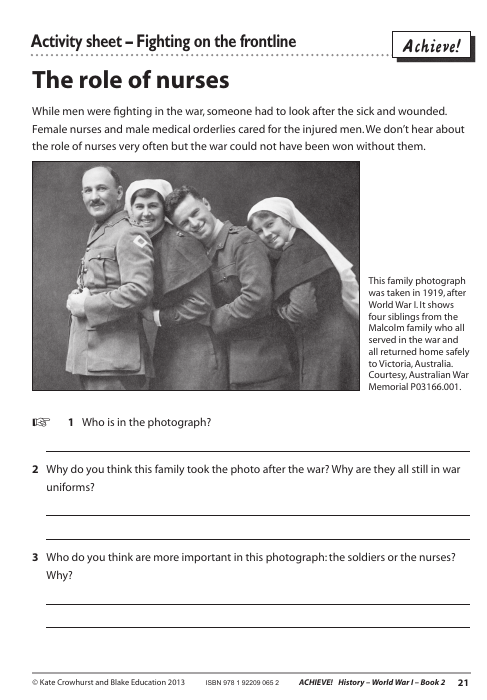 Activity sheet – Fighting on the frontline
Achieve!
The role of nurses
While men were fighting in the war, someone had to look after the sick and wounded.
Female nurses and male medical orderlies cared for the injured men. We don't hear about
the role of nurses very often but the war could not have been won without them.
This family photograph
was taken in 1919, after
World War I. It shows
four siblings from the
Malcolm family who all
served in the war and
all returned home safely
to Victoria, Australia.
Courtesy, Australian War
Memorial P03166.001.
1 Who is in the photograph?
2 Why do you think this family took the photo after the war? Why are they all still in war
uniforms?
3 Who do you think are more important in this photograph: the soldiers or the nurses?
Why?
© Kate Crowhurst and Blake Education 2013 ISBN 978 1 92209 065 2 ACHIEVE! History – World War I – Book 2 21